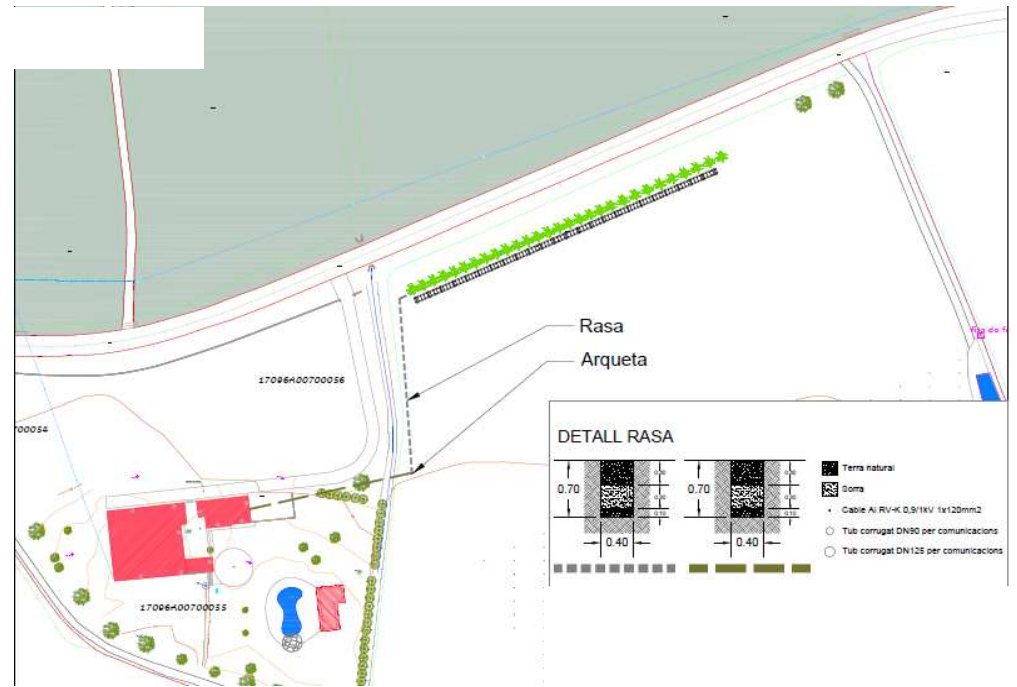 Rasa
Arqueta
17096A00700056
17096A00700055
DETALL RASA
0.70
0.40
0.70
0.40
Terra natural
Sorra
Cable Al RV-K 0,9/1kV 1x120mm2
Tub corrugat DN90 per comunicacions
Tub corrugat DN125 per comunicacions